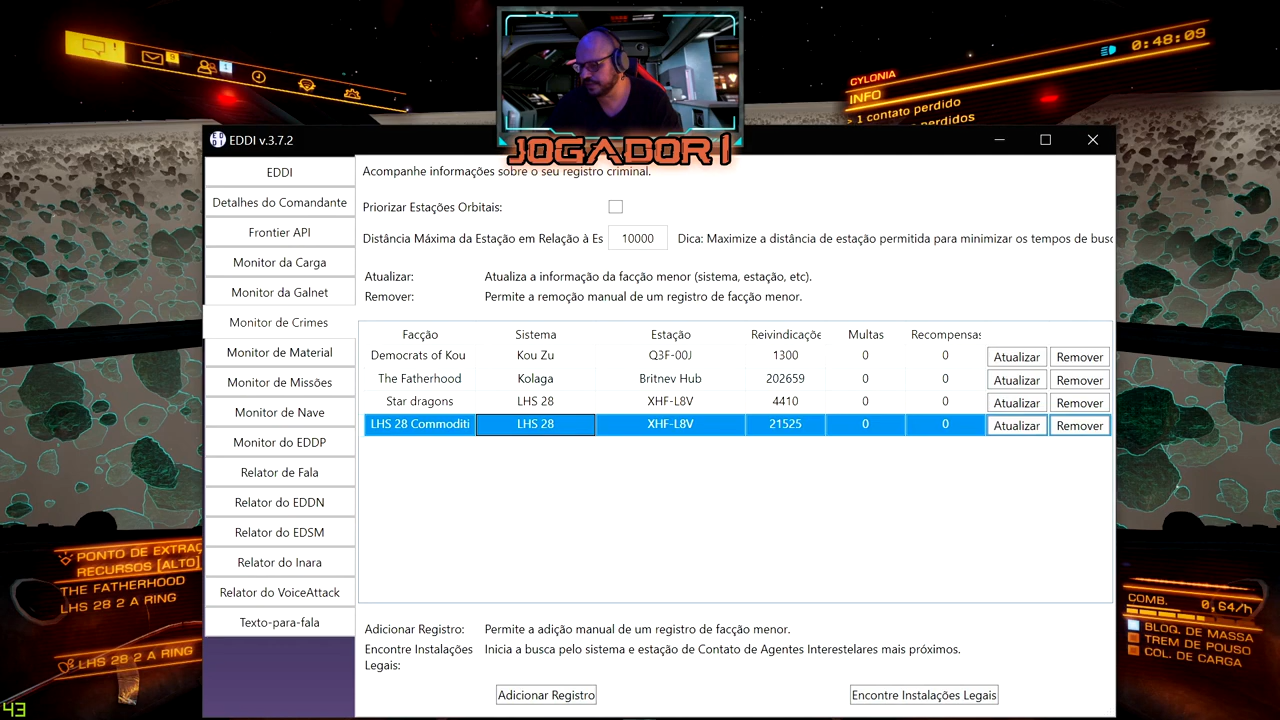 0:48:09
CYLONIA
INFO
> 1 contato perdido
perdidos
JOGADOR 1
EDDI v.3.7.2
EDDI
Detalhes do Comandante
Frontier API
Monitor da Carga
Monitor da Galnet
Monitor de Crimes
Monitor de Material
Monitor de Missões
Monitor de Nave
Monitor do EDDP
Relator de Fala
Relator do EDDN
Relator do EDSM
Relator do Inara
Relator do VoiceAttack
Texto-para-fala
Acompanhe informações sobre o seu registro criminal.
Priorizar Estações Orbitais:
Distância Máxima da Estação em Relação à Es 10000 Dica: Maximize a distância de estação permitida para minimizar os tempos de busc
Atualizar: Atualiza a informação da facção menor (sistema, estação, etc).
Remover: Permite a remoção manual de um registro de facção menor.
Facção Sistema Estação Reivindicaçõe Multas Recompensas
Democrats of Kou Kou Zu Q3F-00J 1300 0 0 Atualizar Remover
The Fatherhood Kolaga Britnev Hub 202659 0 0 Atualizar Remover
Star dragons LHS 28 XHF-L8V 4410 0 0 Atualizar Remover
LHS 28 Commoditi LHS 28 XHF-L8V 21525 0 0 Atualizar Remover
Adicionar Registro: Permite a adição manual de um registro de facção menor.
Encontre Instalações Legais: Inicia a busca pelo sistema e estação de Contato de Agentes Interestelares mais próximos.
Adicionar Registro Encontre Instalações Legais
PONTO DE EXTRAÇ
RECURSOS [ALTO]
THE FATHERHOOD
LHS 28 2 A RING
LHS 28 2 A RING
COMB. 0,64/h
BLOQ. DE MASSA
TREM DE POUSO
COL. DE CARGA
43